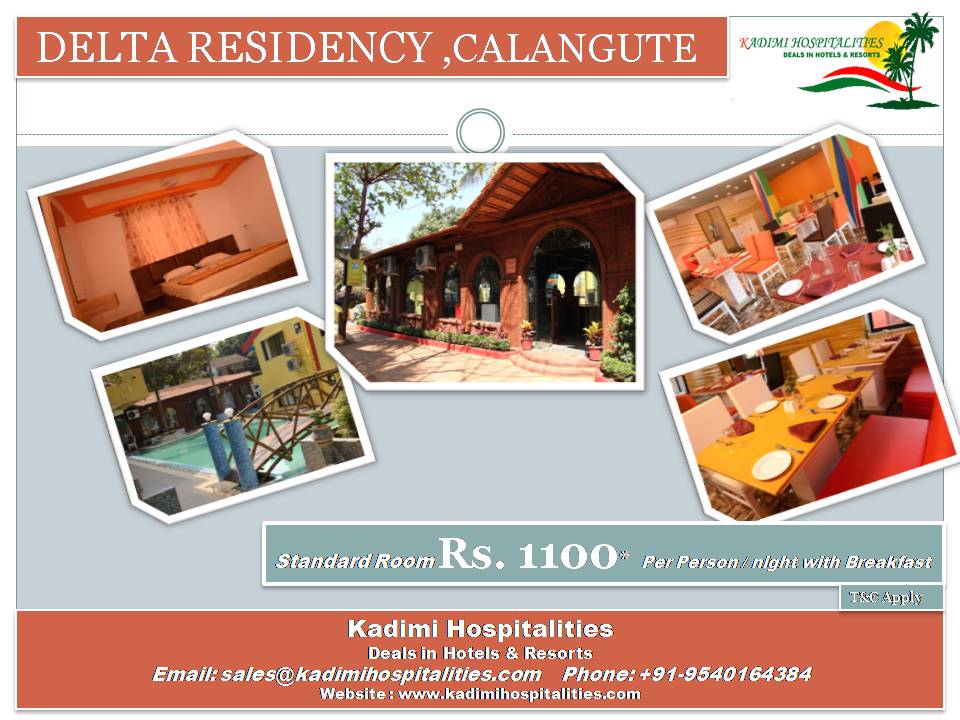 DELTA RESIDENCY ,CALANGUTE
KADIMI HOSPITALITIES
DEALS IN HOTELS & RESORTS
Standard Room Rs. 1100* Per Person / night with Breakfast
T&C Apply
Kadimi Hospitalities
Deals in Hotels & Resorts
Email: sales@kadimihospitalities.com Phone: +91-9540164384
Website : www.kadimihospitalities.com